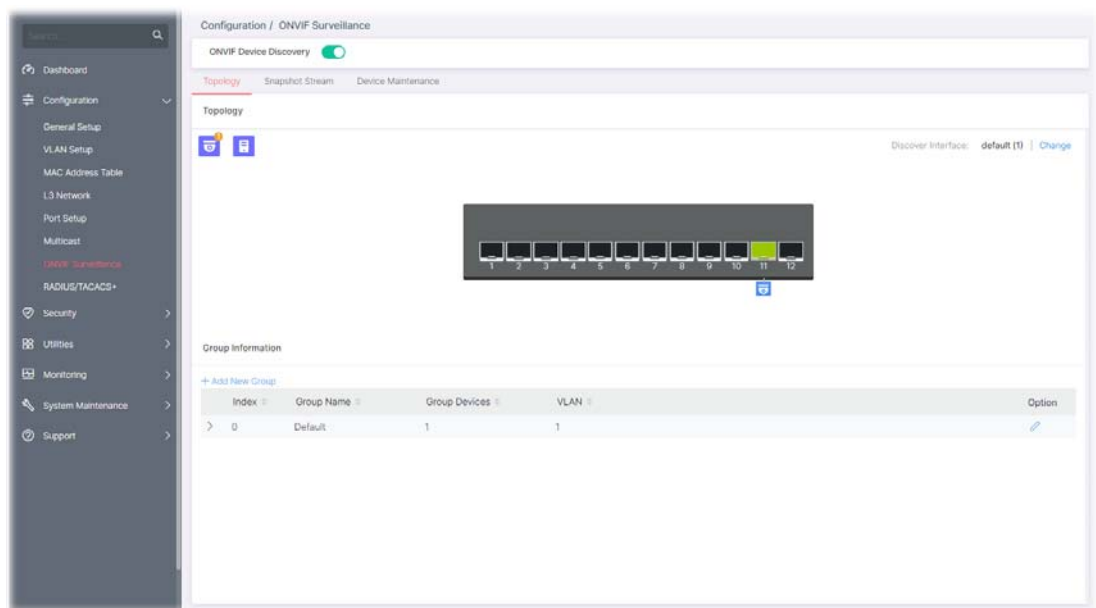 Search...
Configuration / ONVIF Surveillance
ONVIF Device Discovery
Dashboard
Topology Snapshot Stream Device Maintenance
Configuration
Topology
General Setup
VLAN Setup
Discover Interface: default (1) | Change
MAC Address Table
L3 Network
Port Setup
Multicast
ONVIF Surveillance
1 2 3 4 5 6 7 8 9 10 11 12
RADIUS/TACACS+
Security
Utilities
Group Information
Monitoring
+ Add New Group
System Maintenance
Index Group Name Group Devices VLAN Option
0 Default 1 1
Support